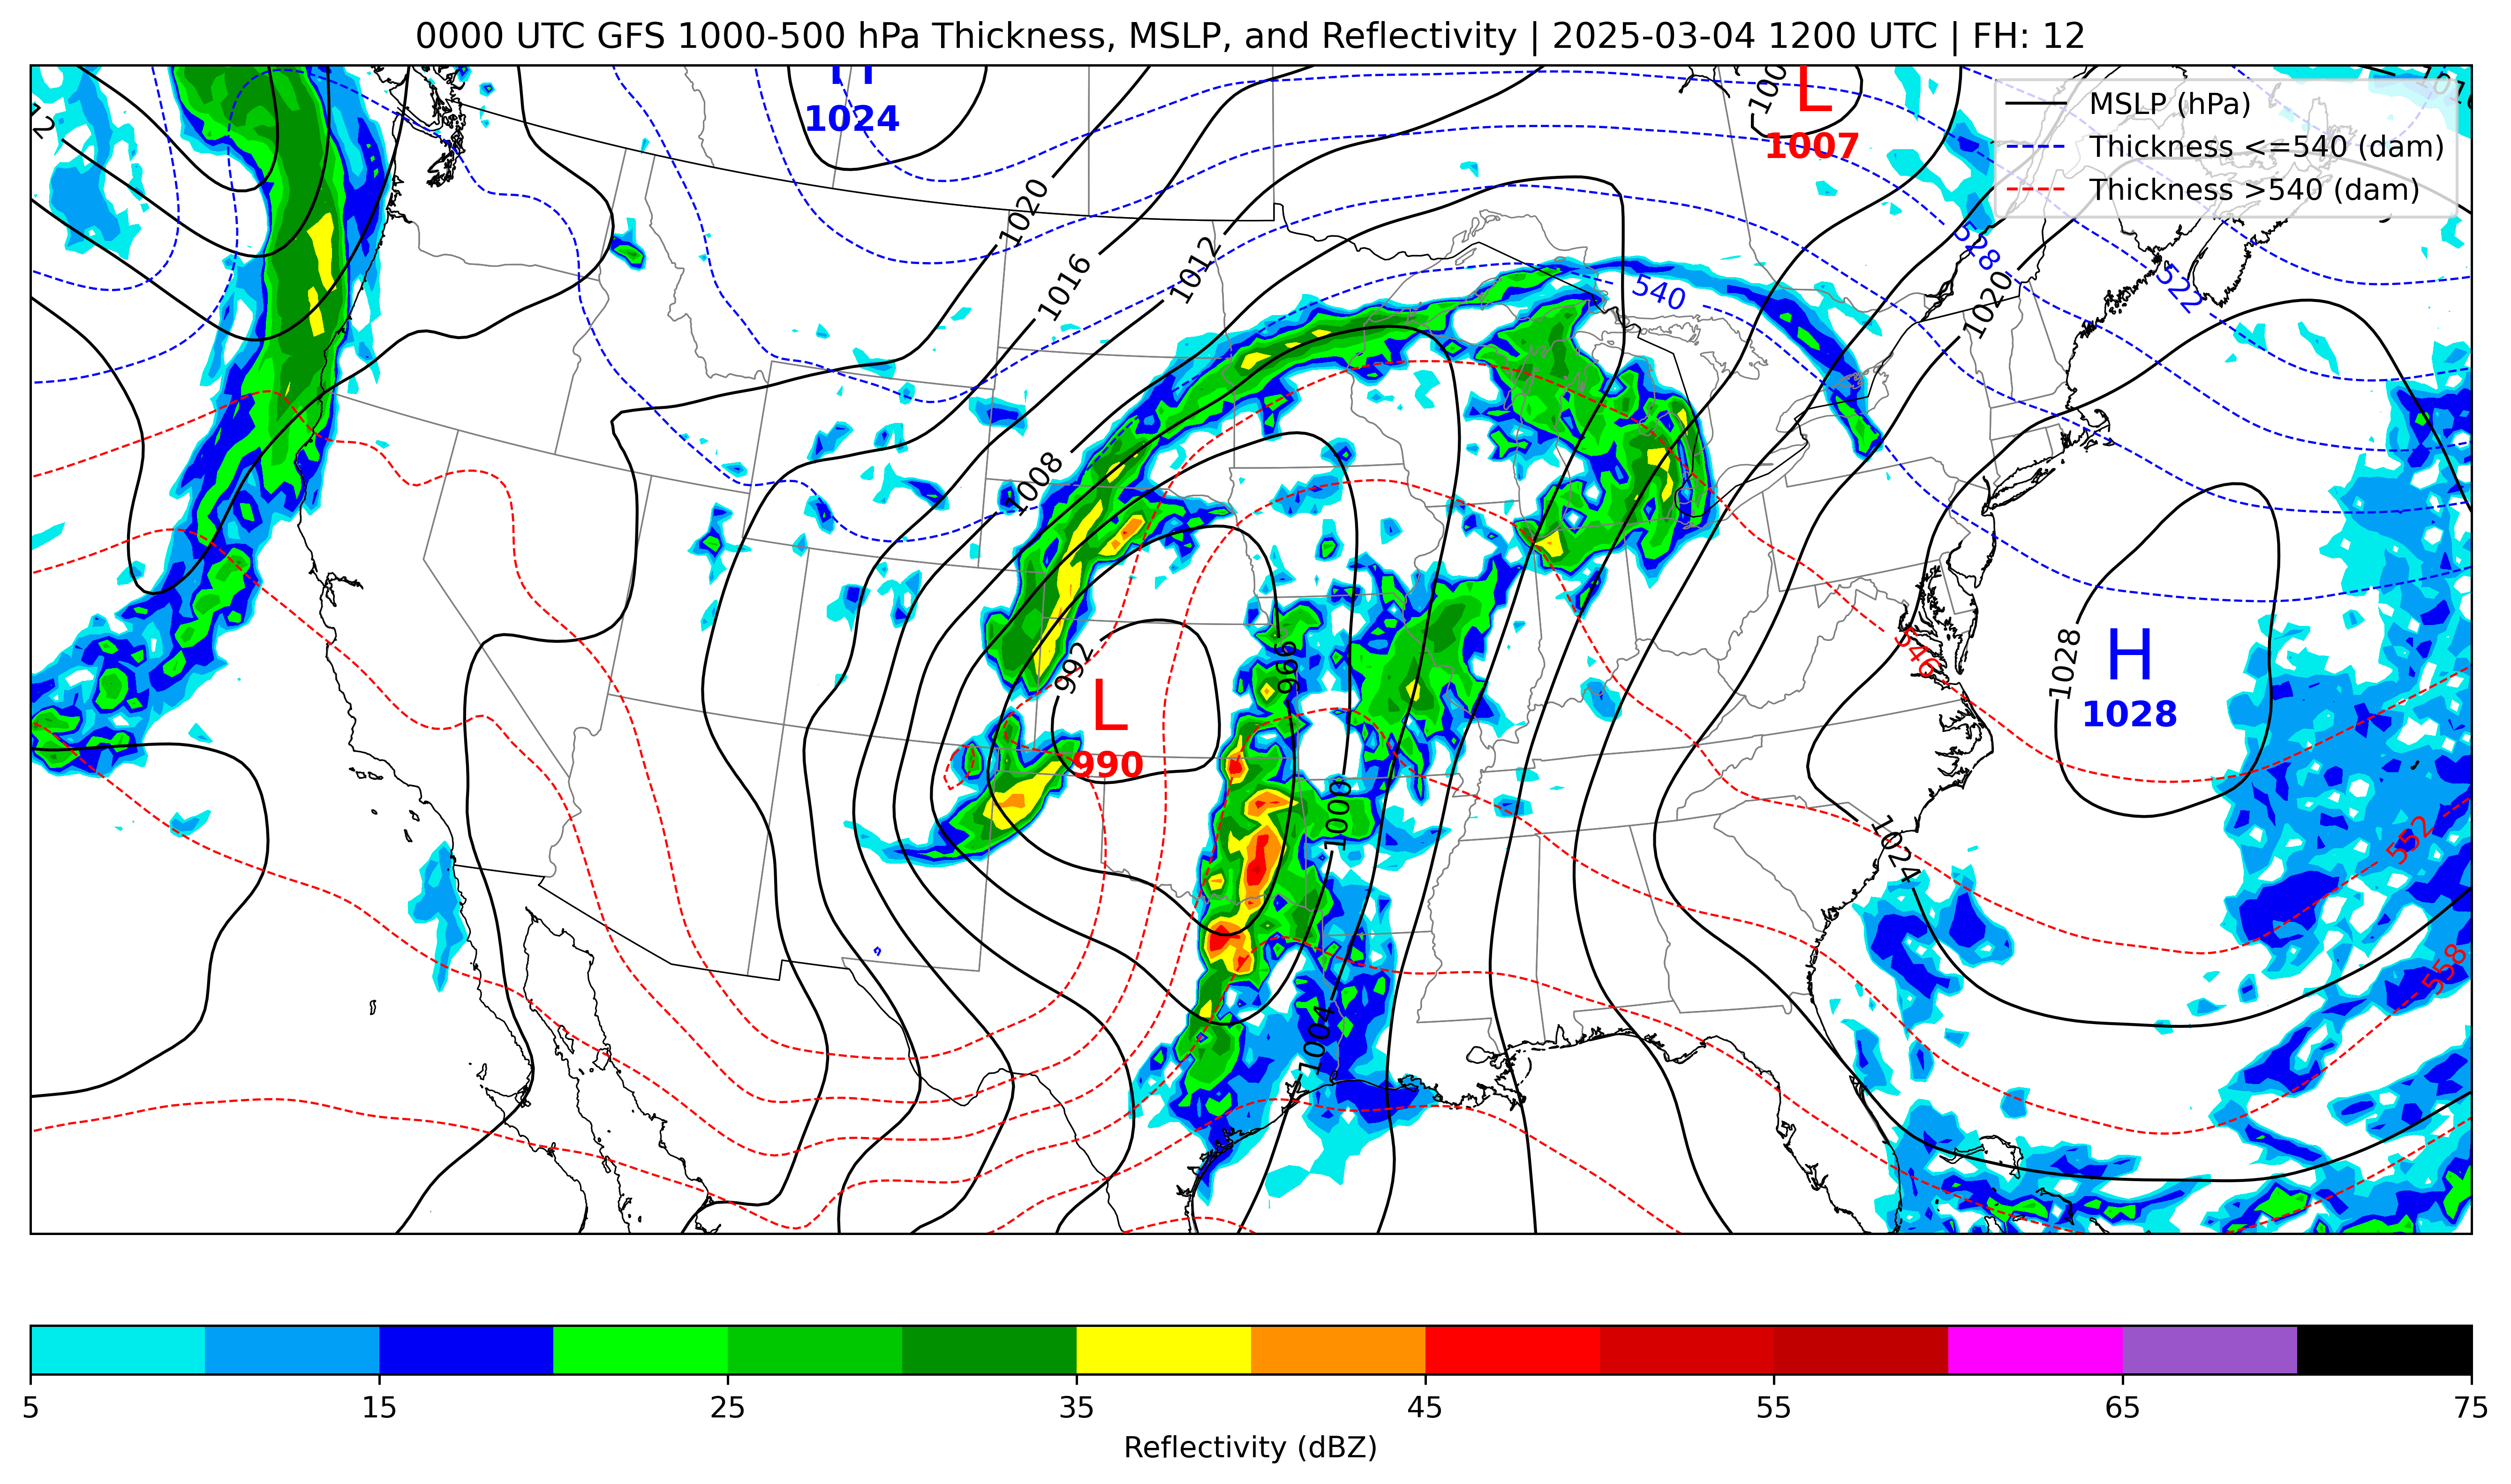 0000 UTC GFS 1000-500 hPa Thickness, MSLP, and Reflectivity | 2025-03-04 1200 UTC | FH: 12
MSLP (hPa)
Thickness <=540 (dam)
Thickness >540 (dam)
H
1024
L
1007
1016
1020
1016
1012
1008
540
528
522
1020
992
996
1000
1004
L
990
546
1028
H
1028
1024
552
558
5 15 25 35 45 55 65 75
Reflectivity (dBZ)